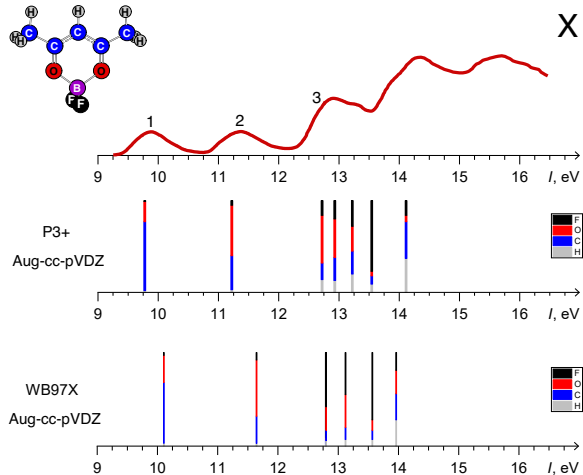 H H H
H C C C H
C C
O O
B
F F
X
1 2 3
9 10 11 12 13 14 15 16 I, eV
P3+
Aug-cc-pVDZ
F
O
C
H
9 10 11 12 13 14 15 16 I, eV
WB97X
Aug-cc-pVDZ
F
O
C
H
9 10 11 12 13 14 15 16 I, eV